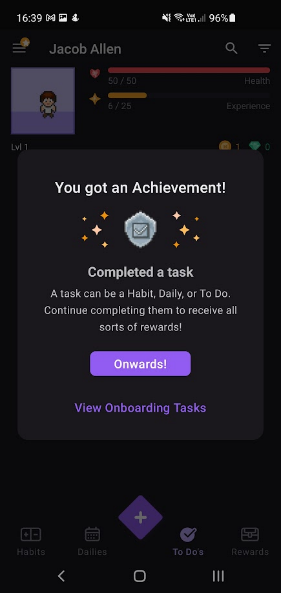 16:39
96%
Jacob Allen
50 / 50 Health
6 / 25 Experience
Lvl 1 1 0
You got an Achievement!
Completed a task
A task can be a Habit, Daily, or To Do.
Continue completing them to receive all
sorts of rewards!
Onwards!
View Onboarding Tasks
Habits Dailies To Do's Rewards